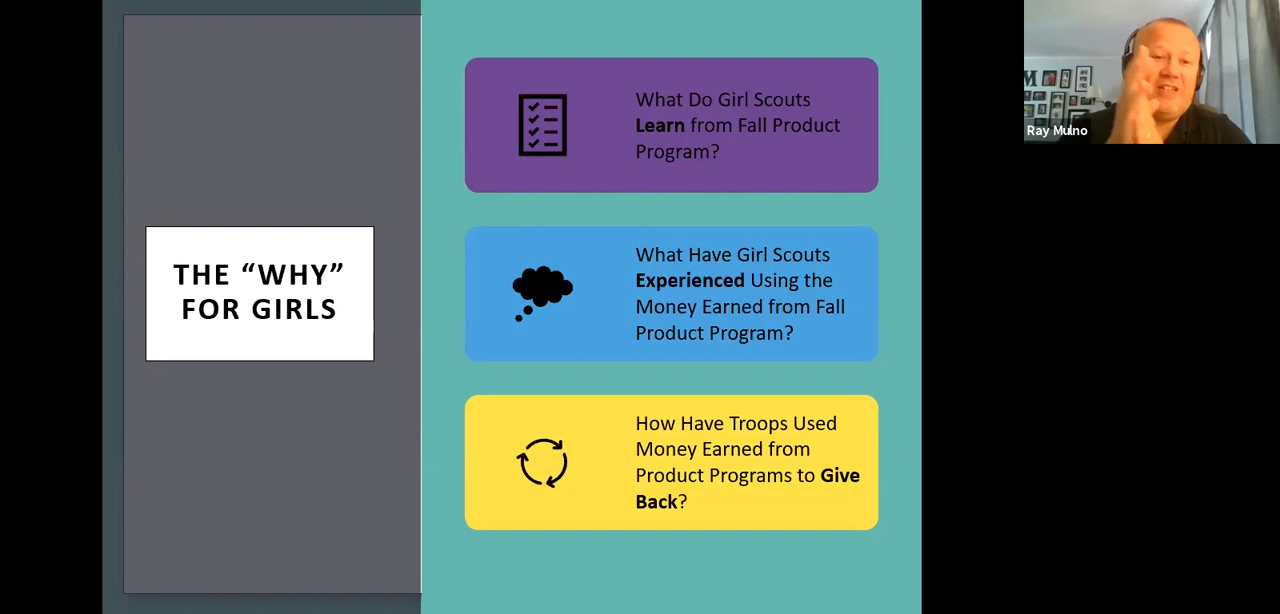 THE “WHY”
FOR GIRLS
What Do Girl Scouts
Learn from Fall Product
Program?
What Have Girl Scouts
Experienced Using the
Money Earned from Fall
Product Program?
How Have Troops Used
Money Earned from
Product Programs to Give
Back?
M
Ray Mulno